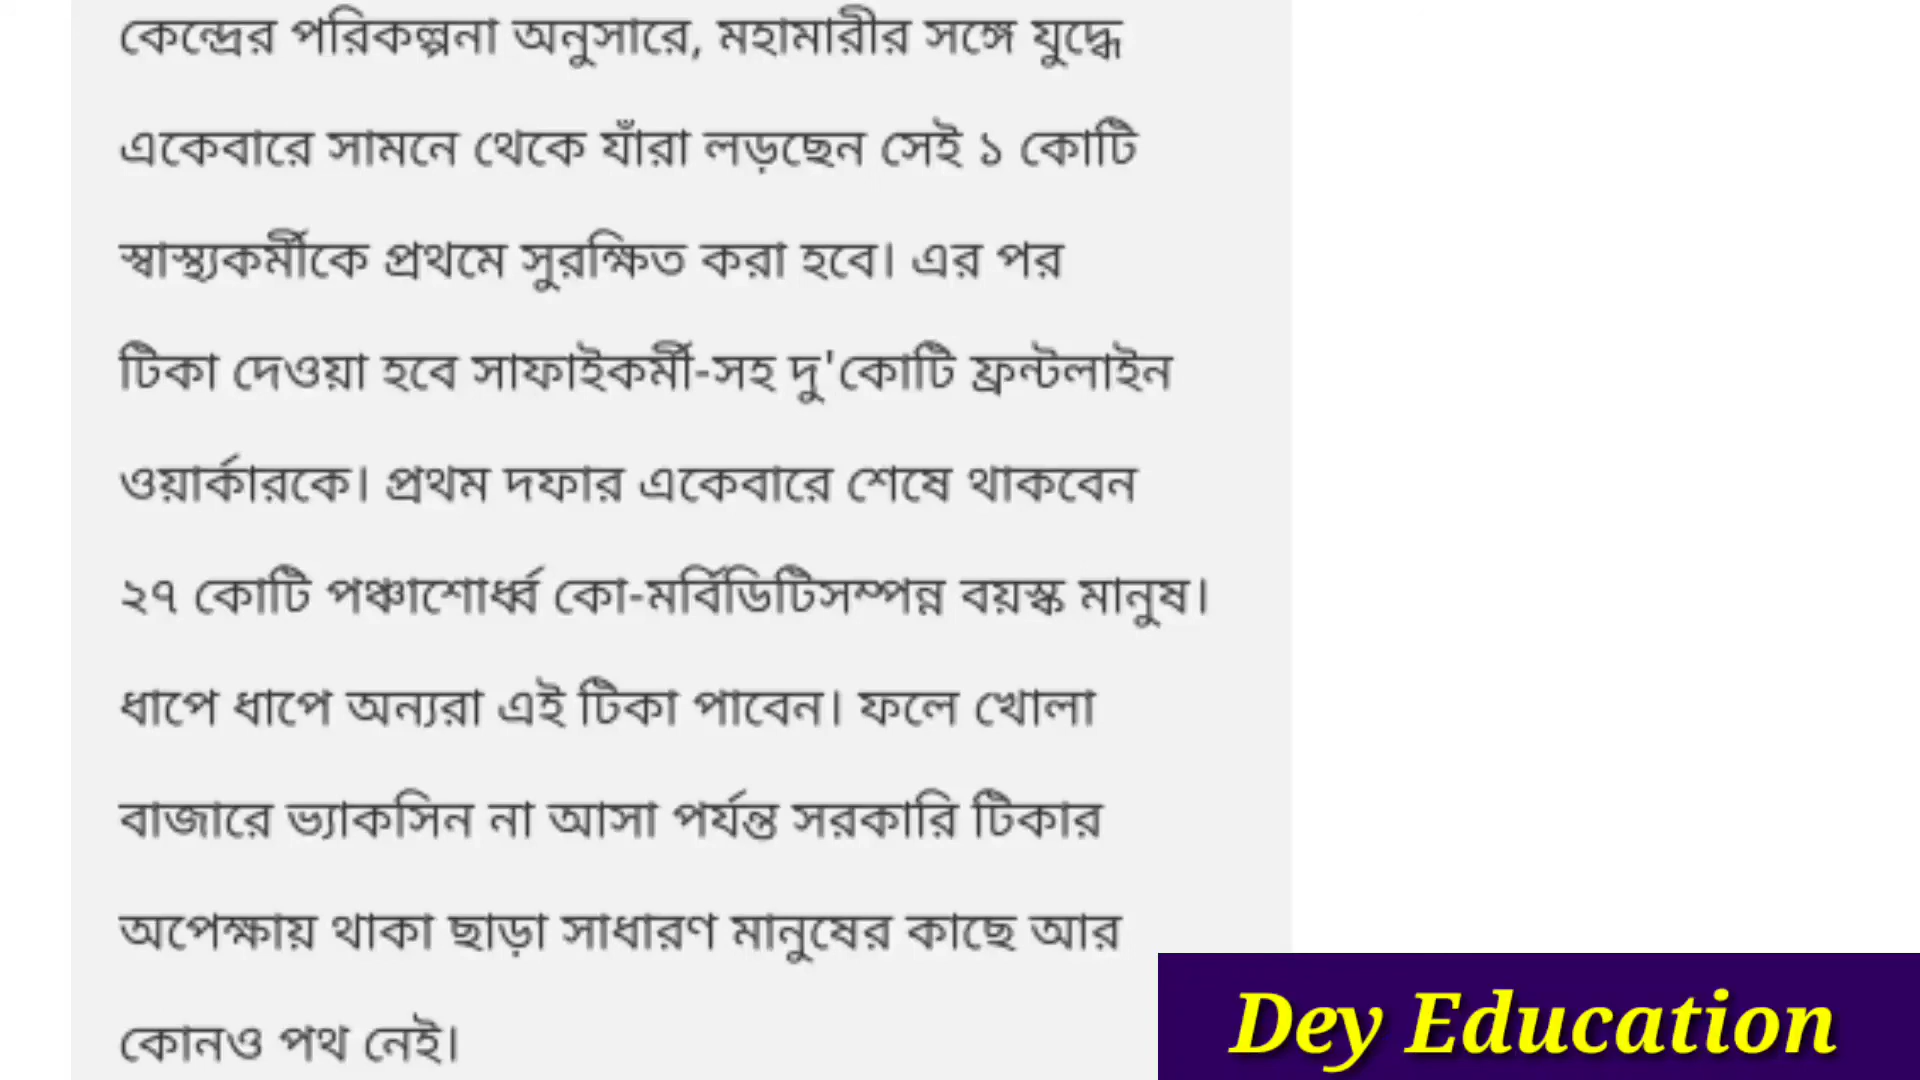 কেন্দ্রের পরিকল্পনা অনুসারে, মহামারীর সঙ্গে যুদ্ধে
একেবারে সামনে থেকে যাঁরা লড়ছেন সেই ১ কোটি
স্বাস্থ্যকর্মীকে প্রথমে সুরক্ষিত করা হবে। এর পর
টিকা দেওয়া হবে সাফাইকর্মী-সহ দু'কোটি ফ্রন্টলাইন
ওয়ার্কারকে। প্রথম দফার একেবারে শেষে থাকবেন
২৭ কোটি পঞ্চাশোর্ধ্ব কো-মর্বিডিটিসম্পন্ন বয়স্ক মানুষ।
ধাপে ধাপে অন্যরা এই টিকা পাবেন। ফলে খোলা
বাজারে ভ্যাকসিন না আসা পর্যন্ত সরকারি টিকার
অপেক্ষায় থাকা ছাড়া সাধারণ মানুষের কাছে আর
কোনও পথ নেই।
Dey Education